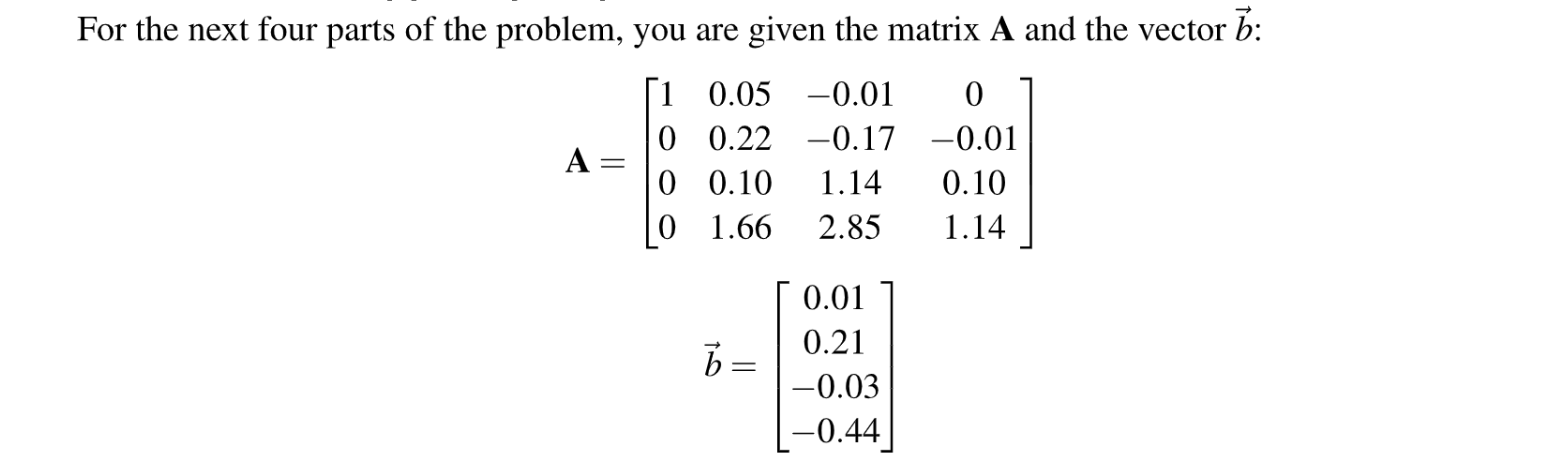 For the next four parts of the problem, you are given the matrix A and the vector b⃗:
A = [1 0.05 −0.01 0
0 0.22 −0.17 −0.01
0 0.10 1.14 0.10
0 1.66 2.85 1.14]
b⃗ = [0.01
0.21
−0.03
−0.44]